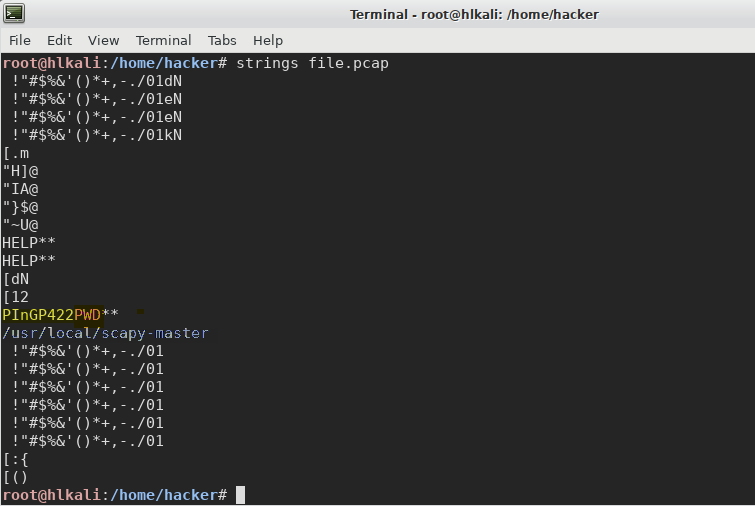 Terminal - root@hlkali: /home/hacker
File Edit View Terminal Tabs Help
root@hlkali:/home/hacker# strings file.pcap
 !"#$%&'()*+,-./01dN
 !"#$%&'()*+,-./01eN
 !"#$%&'()*+,-./01eN
 !"#$%&'()*+,-./01kN
[.m
"H]@
"IA@
"}$@
"~U@
HELP**
HELP**
[dN
[12
PInGP422PWD**
/usr/local/scapy-master
 !"#$%&'()*+,-./01
 !"#$%&'()*+,-./01
 !"#$%&'()*+,-./01
 !"#$%&'()*+,-./01
 !"#$%&'()*+,-./01
 !"#$%&'()*+,-./01
[:{
[()
root@hlkali:/home/hacker#